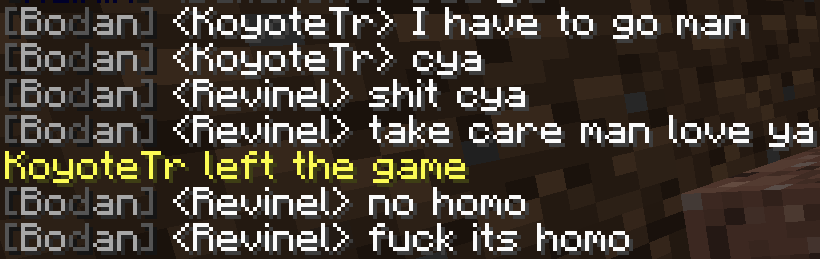 [Bodan] <KoyoteTr> I have to go man
[Bodan] <KoyoteTr> cya
[Bodan] <Revinel> shit cya
[Bodan] <Revinel> take care man love ya
KoyoteTr left the game
[Bodan] <Revinel> no homo
[Bodan] <Revinel> fuck its homo